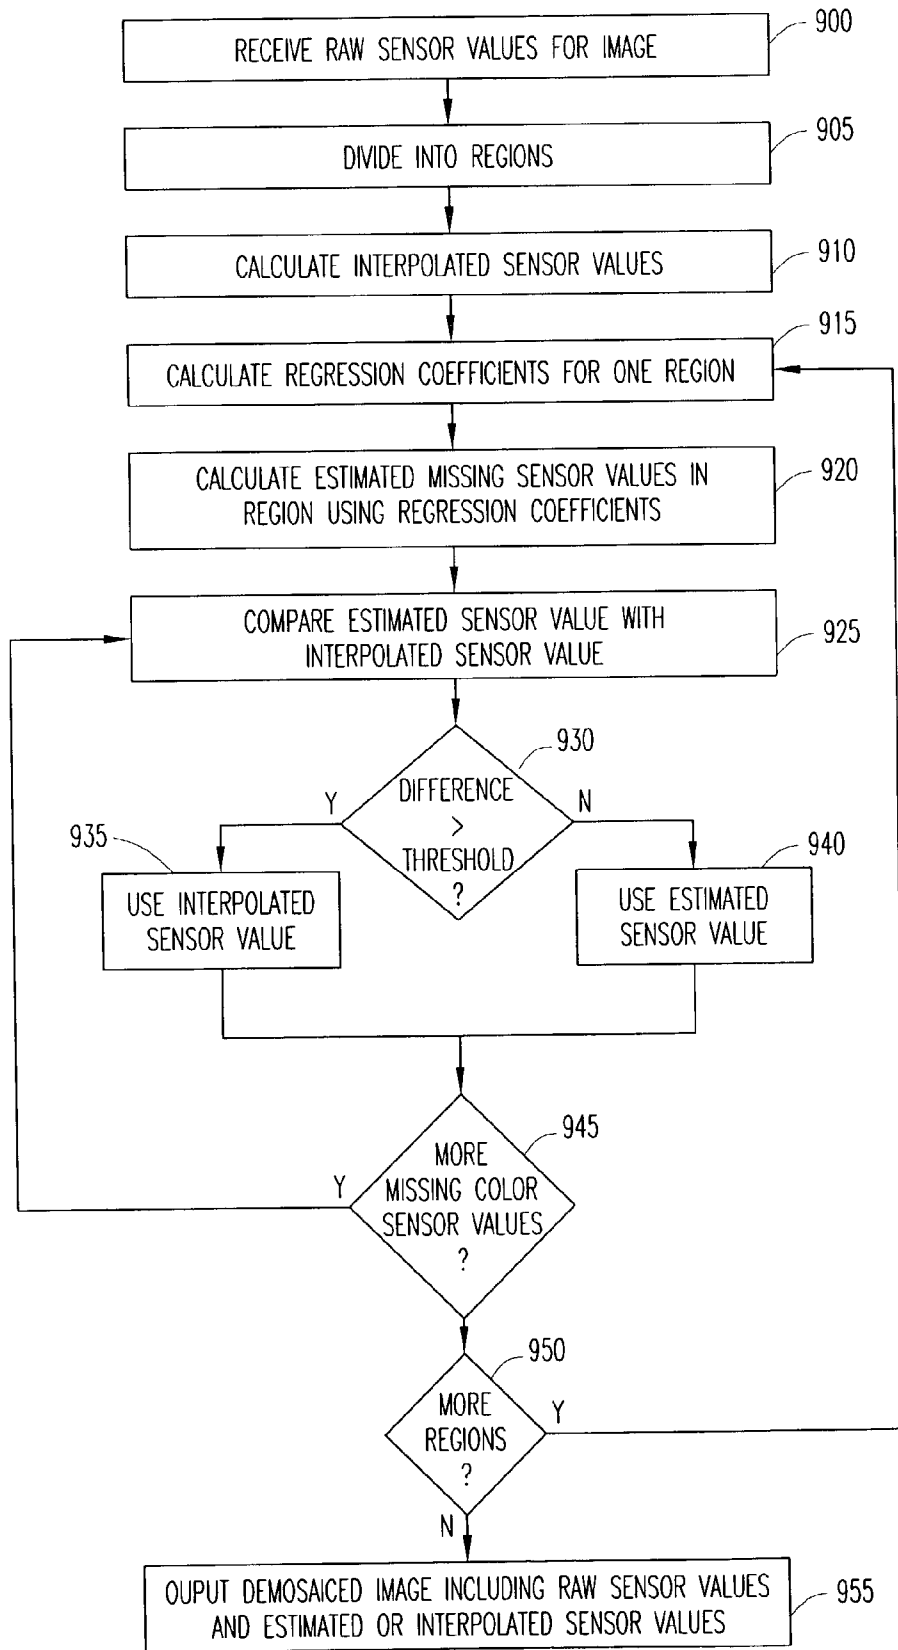 RECEIVE RAW SENSOR VALUES FOR IMAGE
900
DIVIDE INTO REGIONS
905
CALCULATE INTERPOLATED SENSOR VALUES
910
CALCULATE REGRESSION COEFFICIENTS FOR ONE REGION
915
CALCULATE ESTIMATED MISSING SENSOR VALUES IN
REGION USING REGRESSION COEFFICIENTS
920
COMPARE ESTIMATED SENSOR VALUE WITH
INTERPOLATED SENSOR VALUE
925
930
DIFFERENCE
>
THRESHOLD
?
Y
N
935
USE INTERPOLATED
SENSOR VALUE
940
USE ESTIMATED
SENSOR VALUE
945
MORE
MISSING COLOR
SENSOR VALUES
?
Y
950
MORE
REGIONS
?
Y
N
OUPUT DEMOSAICED IMAGE INCLUDING RAW SENSOR VALUES
AND ESTIMATED OR INTERPOLATED SENSOR VALUES
955